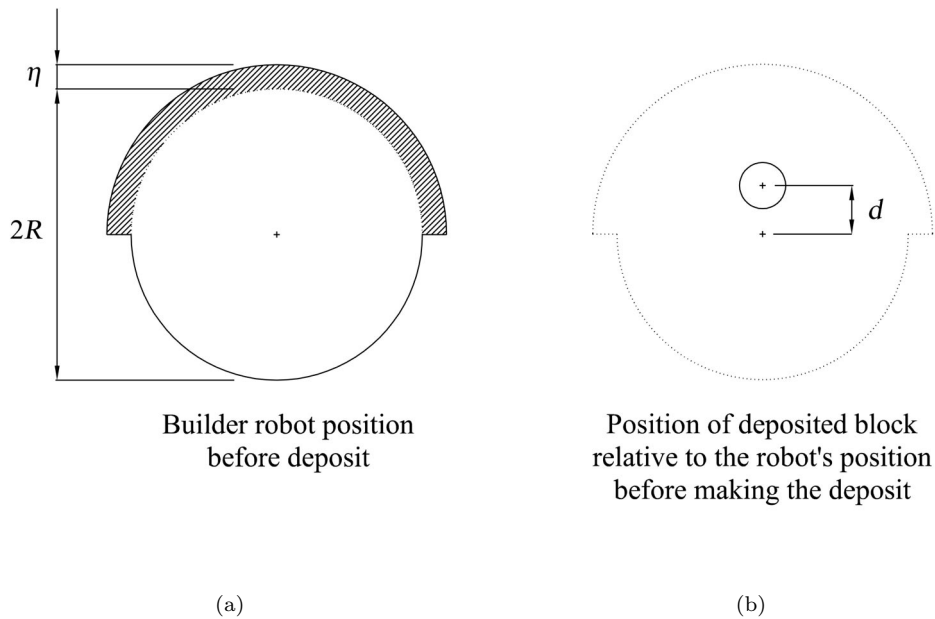 η
2R
d
Builder robot position
before deposit
Position of deposited block
relative to the robot's position
before making the deposit
(a)
(b)